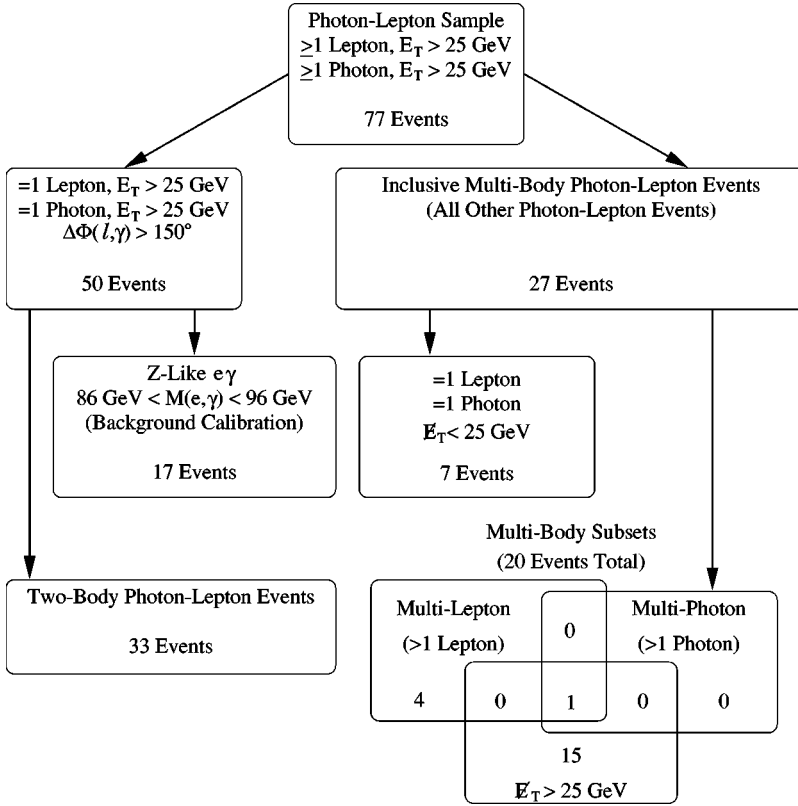 Photon-Lepton Sample
≥1 Lepton, E_T > 25 GeV
≥1 Photon, E_T > 25 GeV
77 Events
=1 Lepton, E_T > 25 GeV
=1 Photon, E_T > 25 GeV
ΔΦ(l,γ) > 150°
50 Events
Inclusive Multi-Body Photon-Lepton Events
(All Other Photon-Lepton Events)
27 Events
Z-Like eγ
86 GeV < M(e,γ) < 96 GeV
(Background Calibration)
17 Events
=1 Lepton
=1 Photon
E̸_T < 25 GeV
7 Events
Two-Body Photon-Lepton Events
33 Events
Multi-Body Subsets
(20 Events Total)
Multi-Lepton
(>1 Lepton)
0
Multi-Photon
(>1 Photon)
4 0 1 0 0
15
E̸_T > 25 GeV